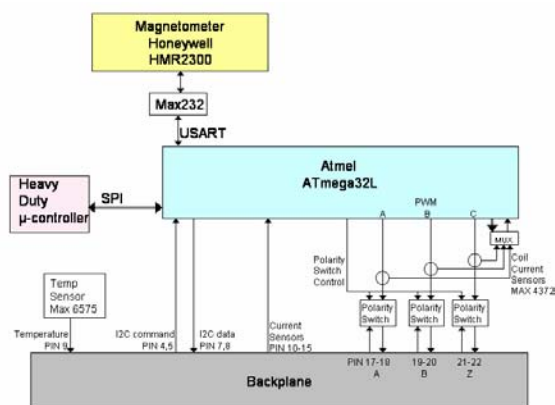 Magnetometer
Honeywell
HMR2300
Max232
USART
Atmel
ATmega32L
Heavy
Duty
µ-controller
SPI
PWM
A
B
C
MUX
Polarity
Switch
Control
Coil
Current
Sensors
MAX 4372
Temp
Sensor
Max 6575
Polarity
Switch
Polarity
Switch
Polarity
Switch
Temperature
PIN 9
I2C command
PIN 4,5
I2C data
PIN 7,8
Current
Sensors
PIN 10-15
PIN 17-18
A
19-20
B
21-22
Z
Backplane